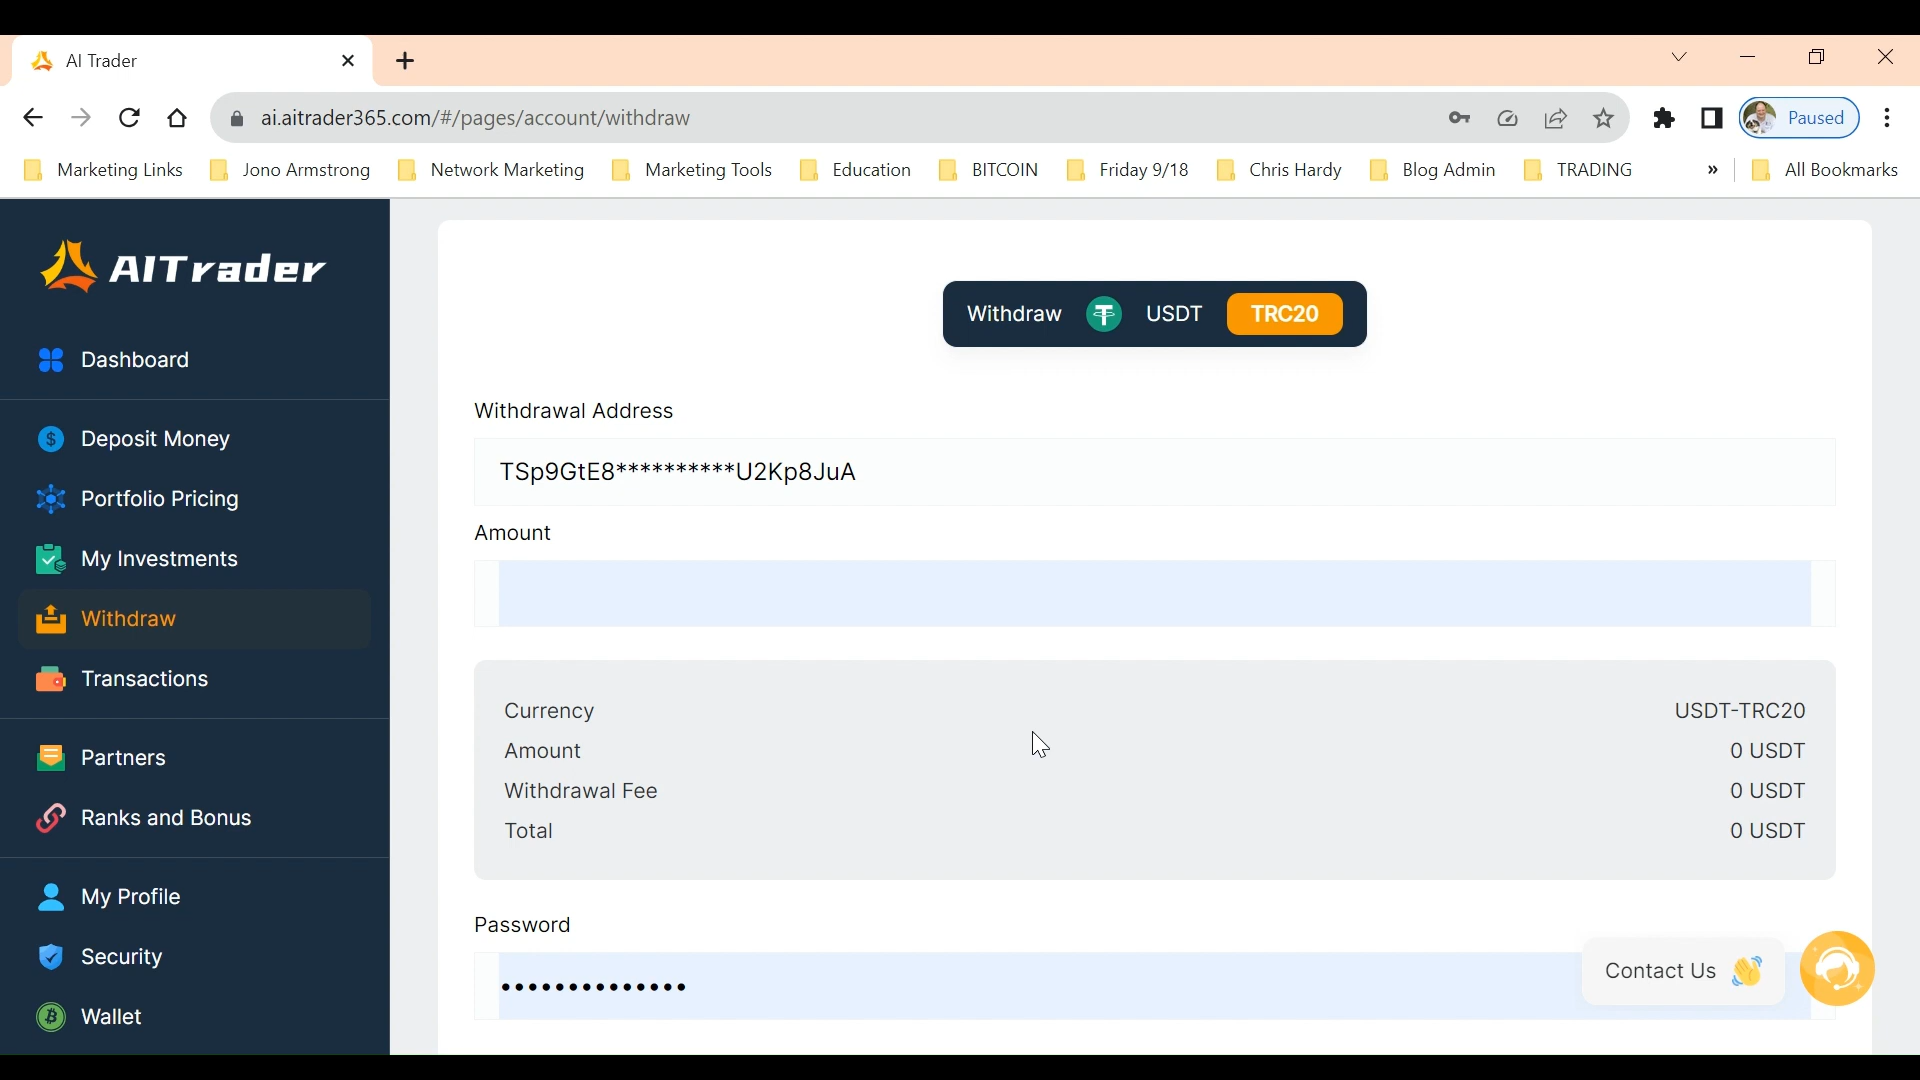 AI Trader
ai.aitrader365.com/#/pages/account/withdraw
Paused
Marketing Links
Jono Armstrong
Network Marketing
Marketing Tools
Education
BITCOIN
Friday 9/18
Chris Hardy
Blog Admin
TRADING
»
All Bookmarks
AITrader
Dashboard
Deposit Money
Portfolio Pricing
My Investments
Withdraw
Transactions
Partners
Ranks and Bonus
My Profile
Security
Wallet
Withdraw USDT TRC20
Withdrawal Address
TSp9GtE8**********U2Kp8JuA
Amount
Currency USDT-TRC20
Amount 0 USDT
Withdrawal Fee 0 USDT
Total 0 USDT
Password
••••••••••••••
Contact Us 👋